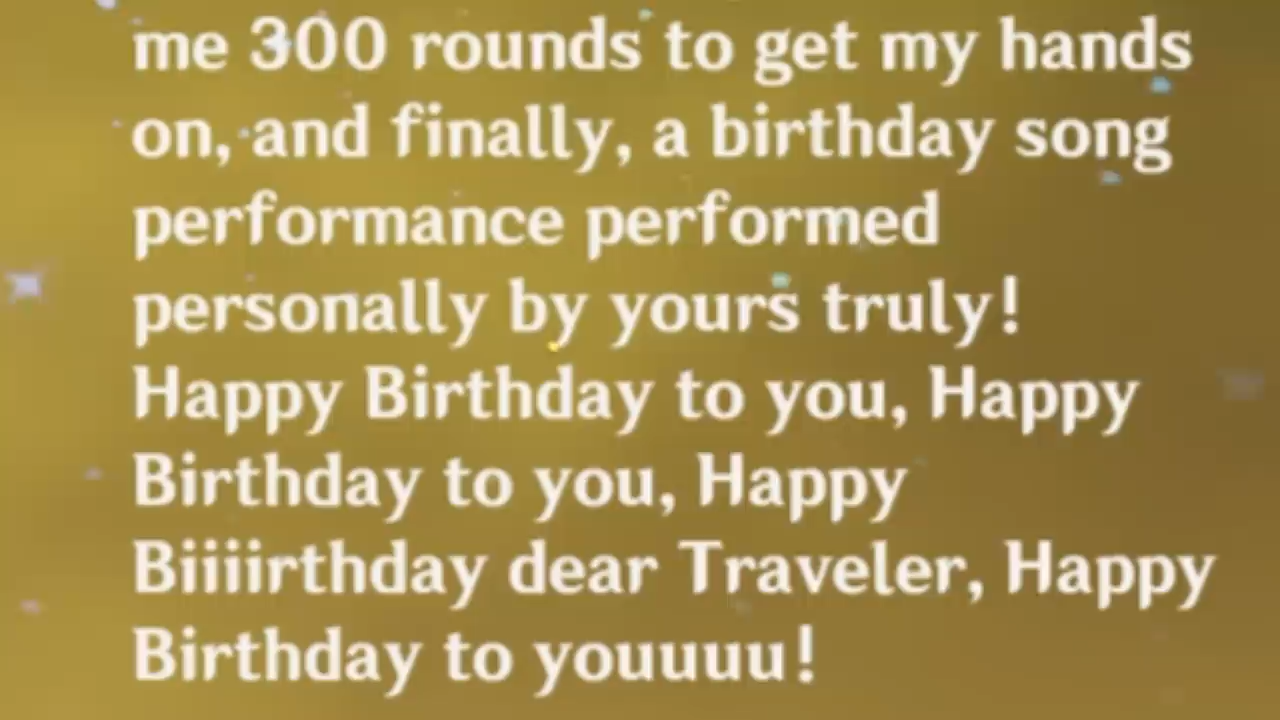 me 300 rounds to get my hands
on, and finally, a birthday song
performance performed
personally by yours truly!
Happy Birthday to you, Happy
Birthday to you, Happy
Biiiirthday dear Traveler, Happy
Birthday to youuuu!